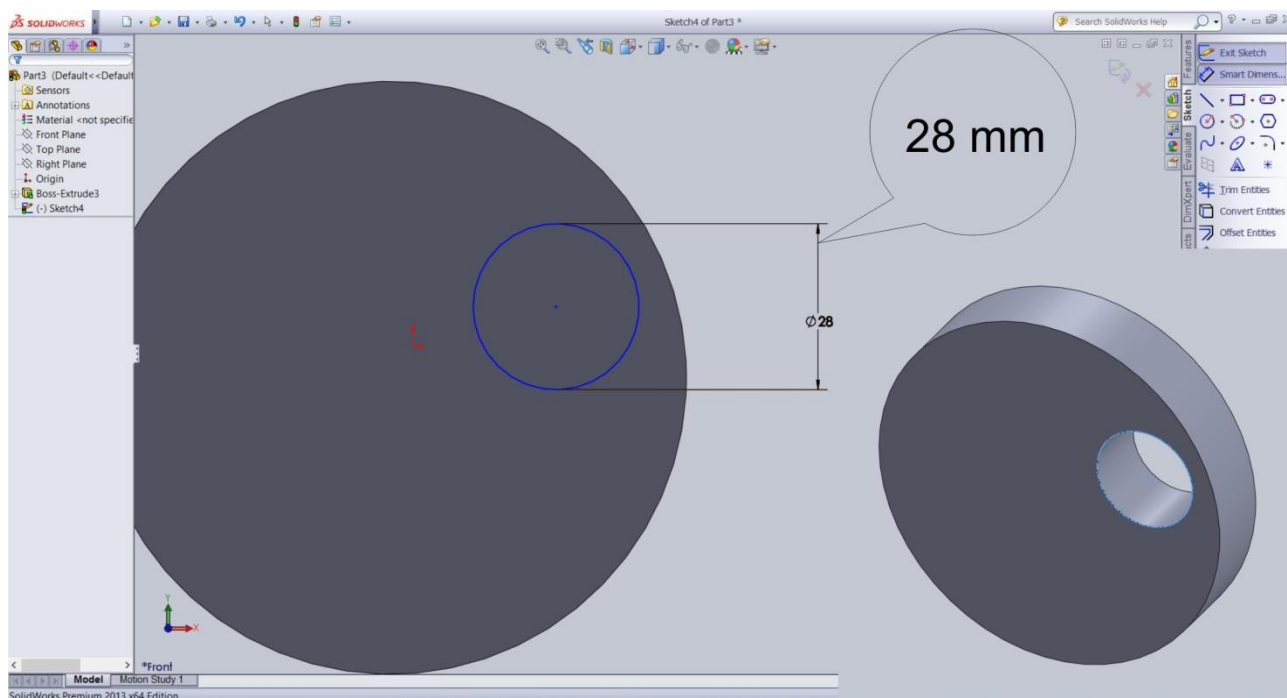 SOLIDWORKS
Sketch4 of Part3 *
Search SolidWorks Help
Part3 (Default<<Default
Sensors
Annotations
Material <not specifie
Front Plane
Top Plane
Right Plane
Origin
Boss-Extrude3
(-) Sketch4
28 mm
Ø28
Features
Sketch
Evaluate
DimXpert
cts
Exit Sketch
Smart Dimens...
Trim Entities
Convert Entities
Offset Entities
Y
X
*Front
Model
Motion Study 1
SolidWorks Premium 2013 x64 Edition